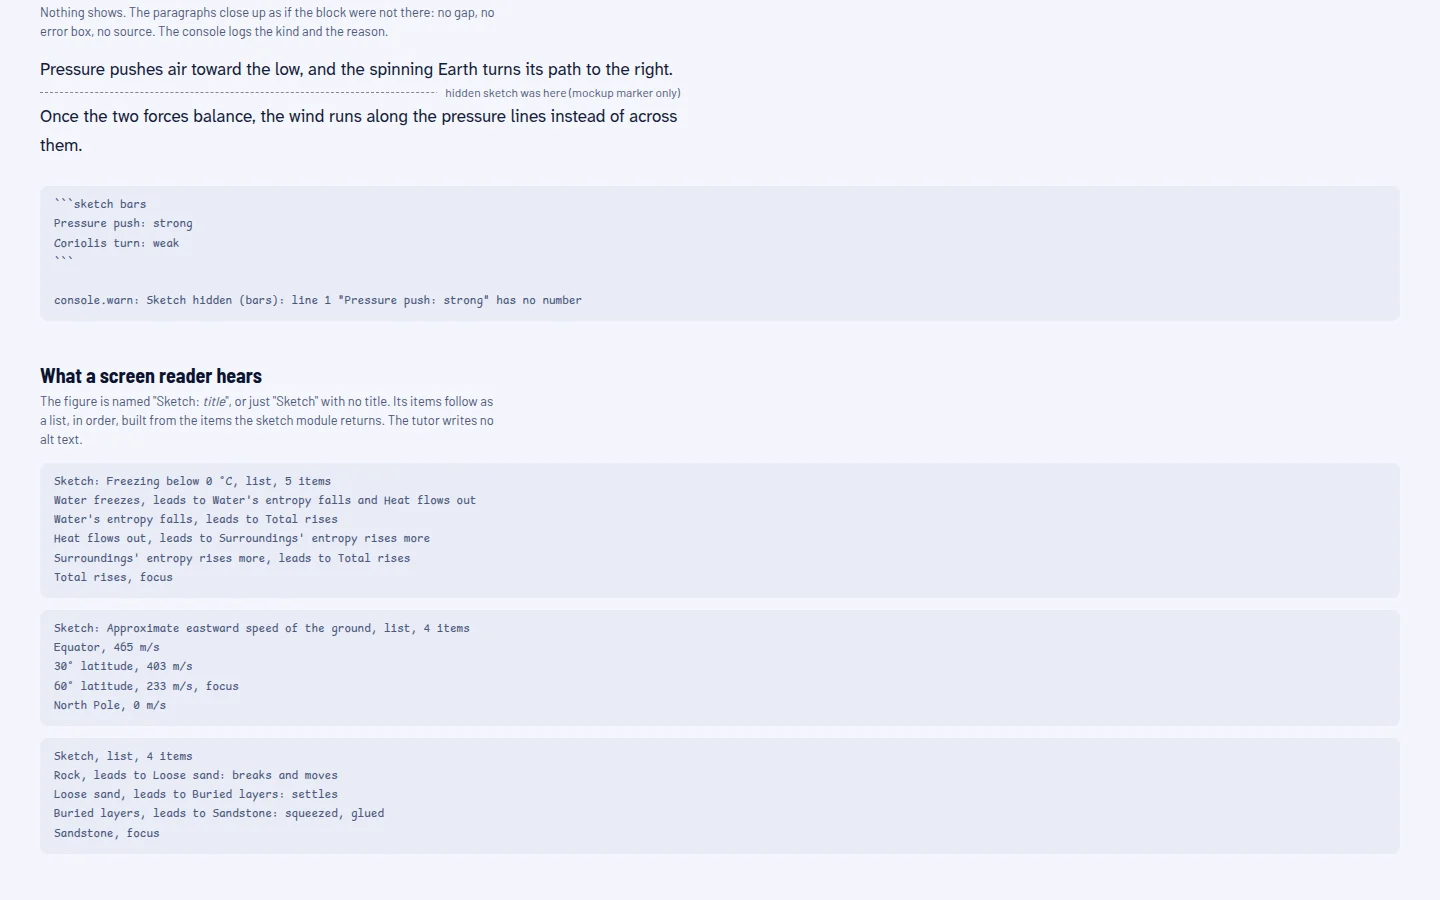 Nothing shows. The paragraphs close up as if the block were not there: no gap, no
error box, no source. The console logs the kind and the reason.
Pressure pushes air toward the low, and the spinning Earth turns its path to the right.
hidden sketch was here (mockup marker only)
Once the two forces balance, the wind runs along the pressure lines instead of across
them.
```sketch bars
Pressure push: strong
Coriolis turn: weak
```
console.warn: Sketch hidden (bars): line 1 "Pressure push: strong" has no number
What a screen reader hears
The figure is named "Sketch: title", or just "Sketch" with no title. Its items follow as
a list, in order, built from the items the sketch module returns. The tutor writes no
alt text.
Sketch: Freezing below 0 °C, list, 5 items
Water freezes, leads to Water's entropy falls and Heat flows out
Water's entropy falls, leads to Total rises
Heat flows out, leads to Surroundings' entropy rises more
Surroundings' entropy rises more, leads to Total rises
Total rises, focus
Sketch: Approximate eastward speed of the ground, list, 4 items
Equator, 465 m/s
30° latitude, 403 m/s
60° latitude, 233 m/s, focus
North Pole, 0 m/s
Sketch, list, 4 items
Rock, leads to Loose sand: breaks and moves
Loose sand, leads to Buried layers: settles
Buried layers, leads to Sandstone: squeezed, glued
Sandstone, focus